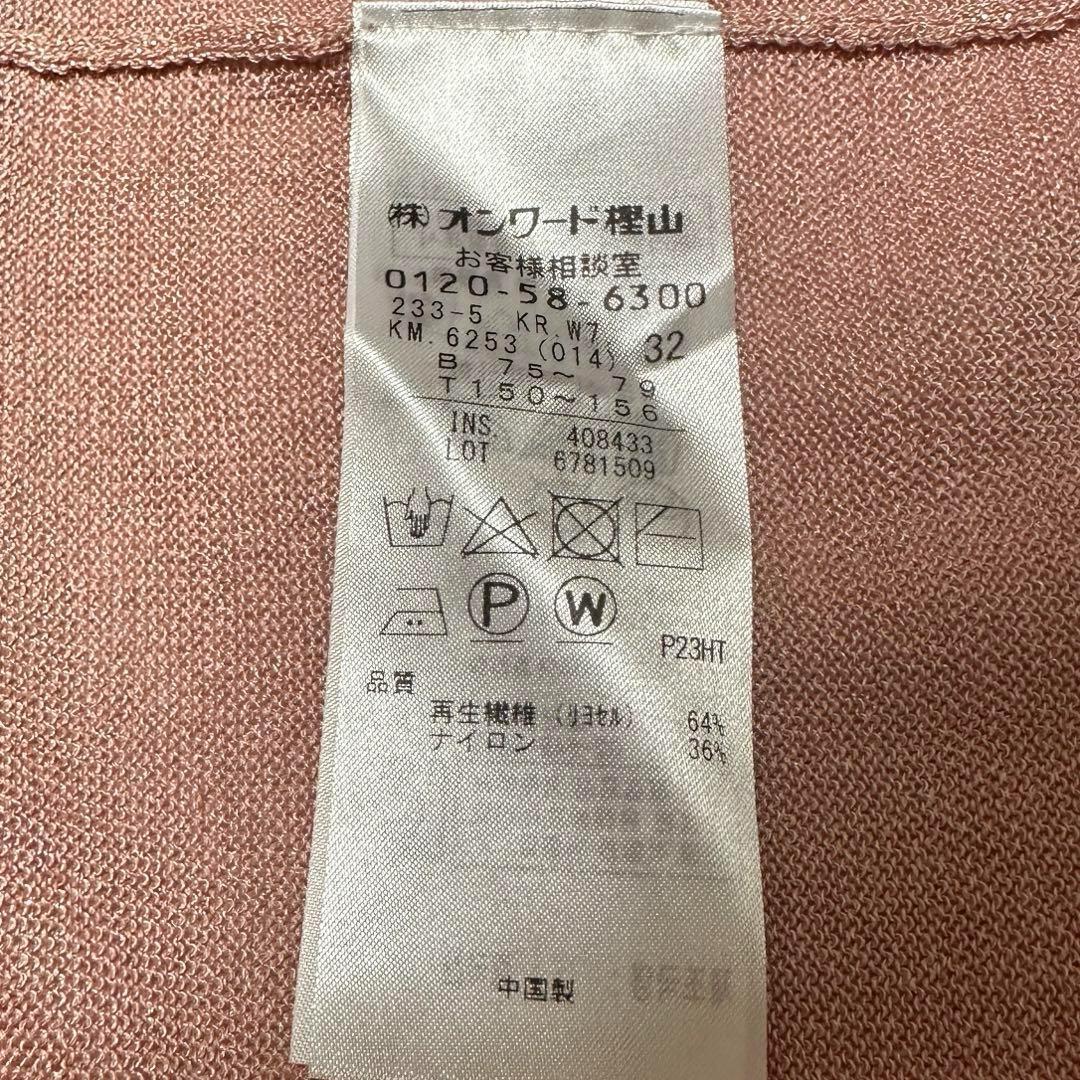 ㈱オンワード樫山
お客様相談室
0120-58-6300
233-5 KR.W7
KM.6253 (014) 32
B 75~ 79
T150~156
INS. 408433
LOT 6781509
P W
P23HT
品質
再生繊維(リヨセル) 64%
ナイロン 36%
中国製